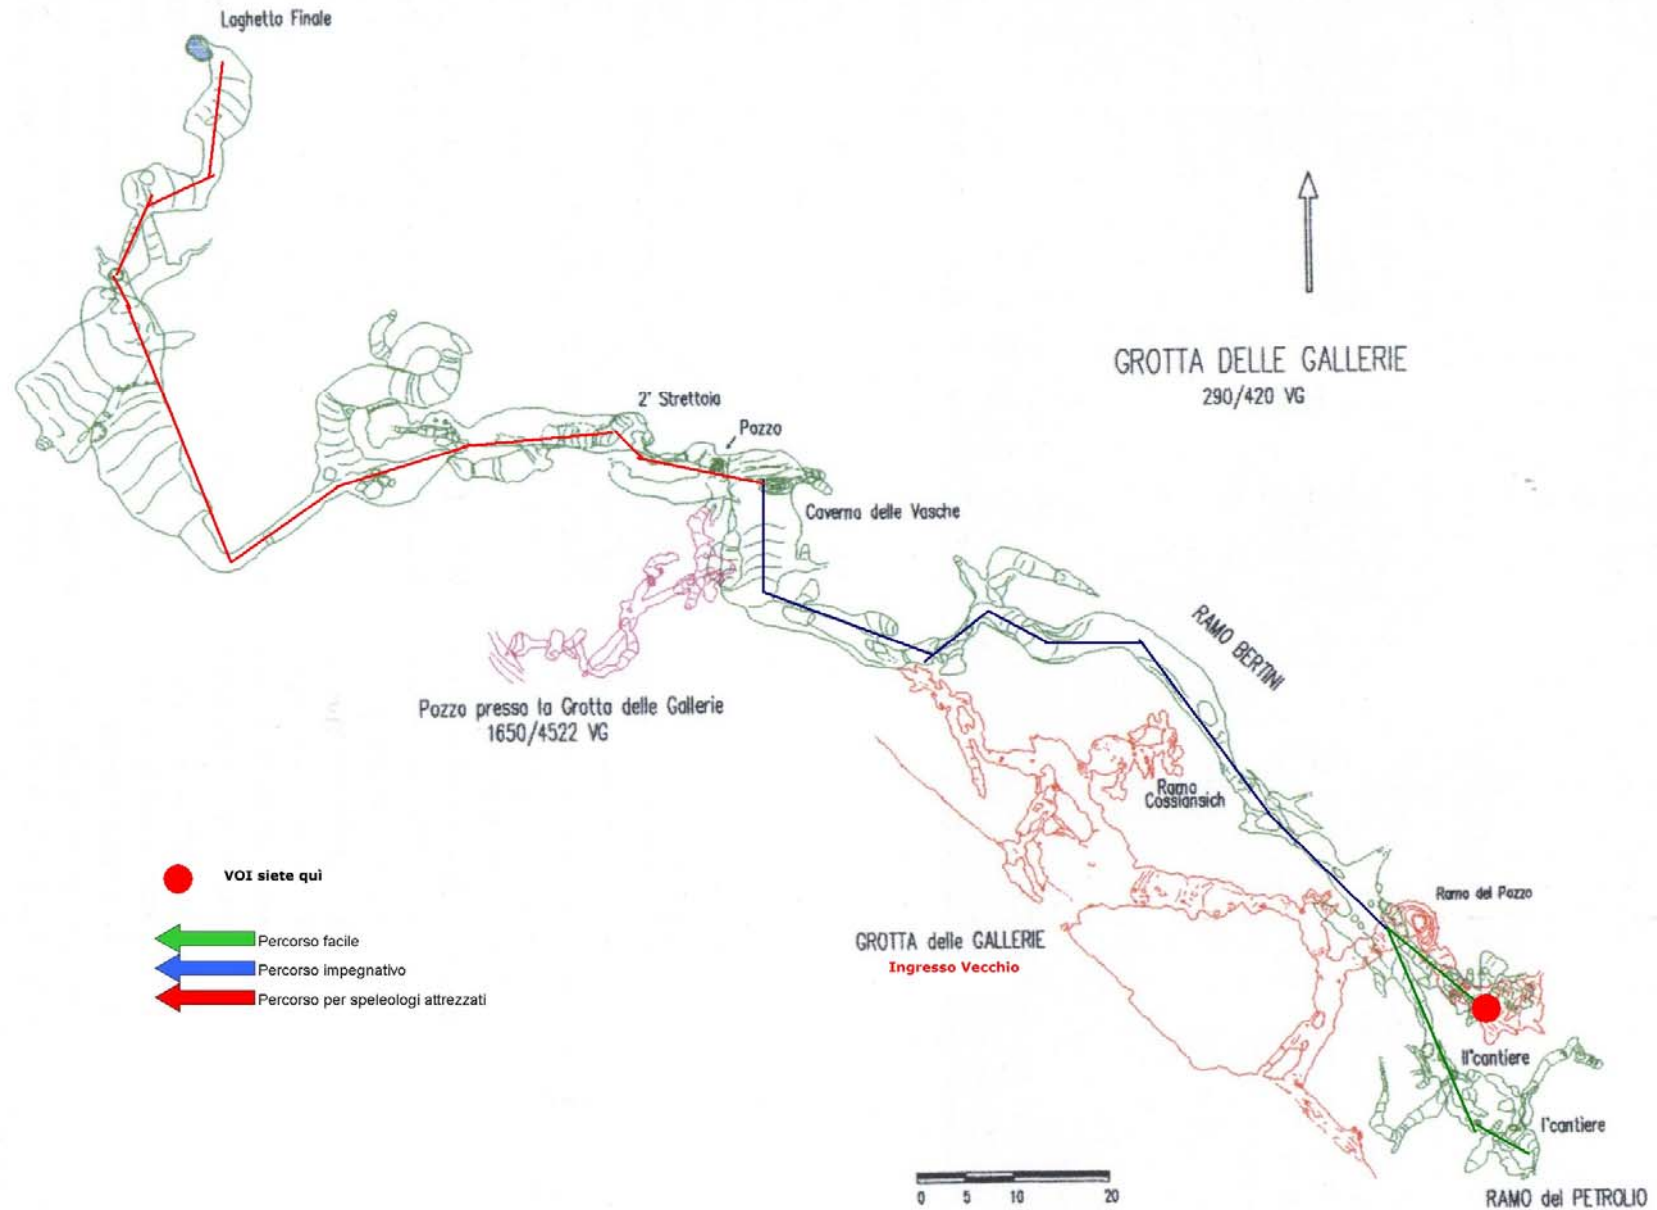 Laghetto Finale
GROTTA DELLE GALLERIE
290/420 VG
2° Strettoia
Pozzo
Caverna delle Vasche
RAMO BERTINI
Pozzo presso la Grotta delle Gallerie
1650/4522 VG
Ramo
Cossiansich
VOI siete quì
Percorso facile
Percorso impegnativo
Percorso per speleologi attrezzati
GROTTA delle GALLERIE
Ingresso Vecchio
Ramo del Pozzo
II°cantiere
I°cantiere
0 5 10 20
RAMO del PETROLIO